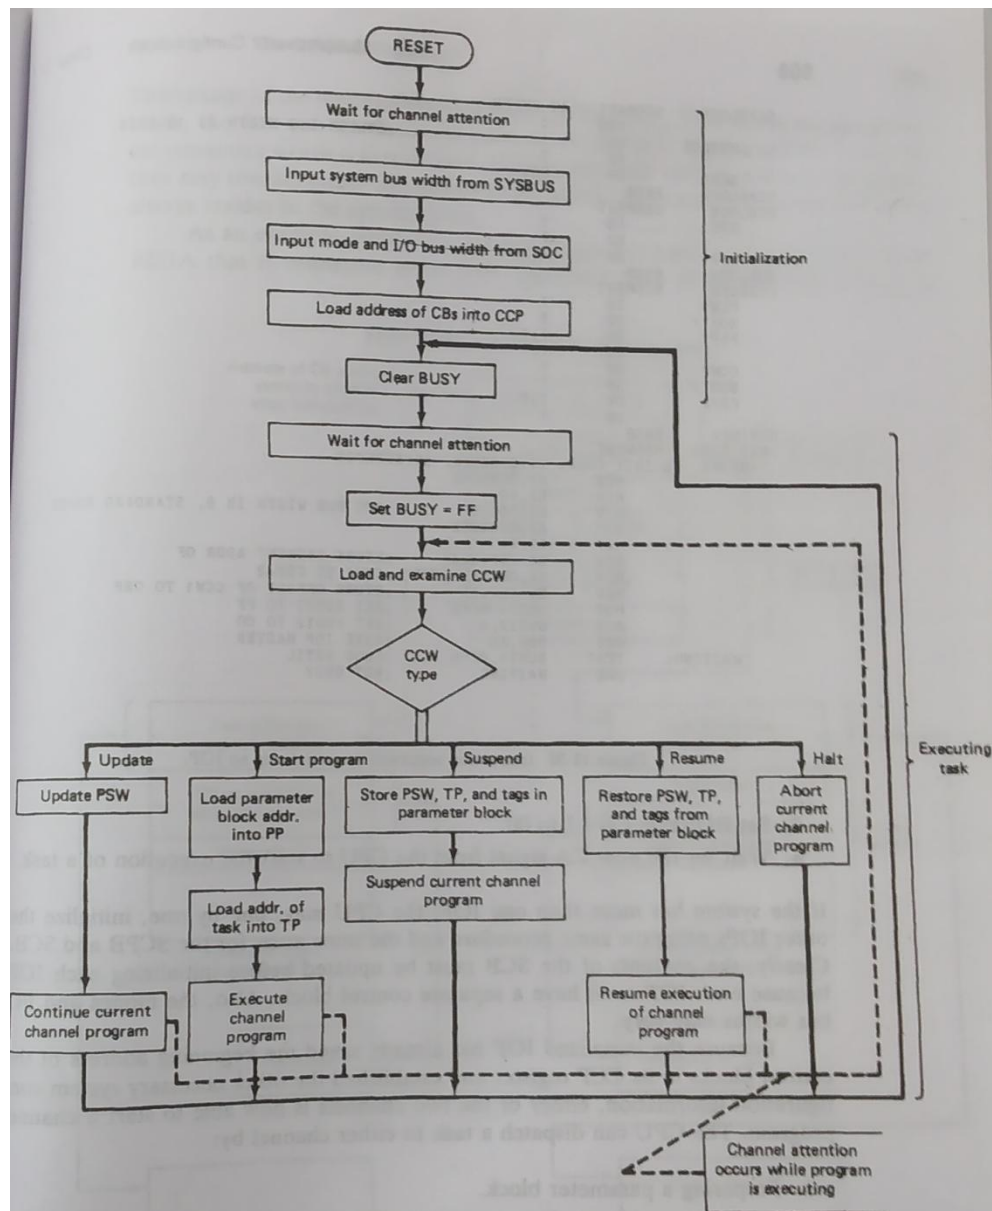 RESET
Wait for channel attention
Input system bus width from SYSBUS
Input mode and I/O bus width from SOC
Load address of CBs into CCP
Clear BUSY
Initialization
Wait for channel attention
Set BUSY = FF
Load and examine CCW
CCW
type
Executing
task
Update
Start program
Suspend
Resume
Halt
Update PSW
Load parameter
block addr.
into PP
Store PSW, TP, and tags in
parameter block
Restore PSW, TP,
and tags from
parameter block
Abort
current
channel
program
Load addr. of
task into TP
Suspend current channel
program
Continue current
channel program
Execute
channel
program
Resume execution
of channel
program
Channel attention
occurs while program
is executing